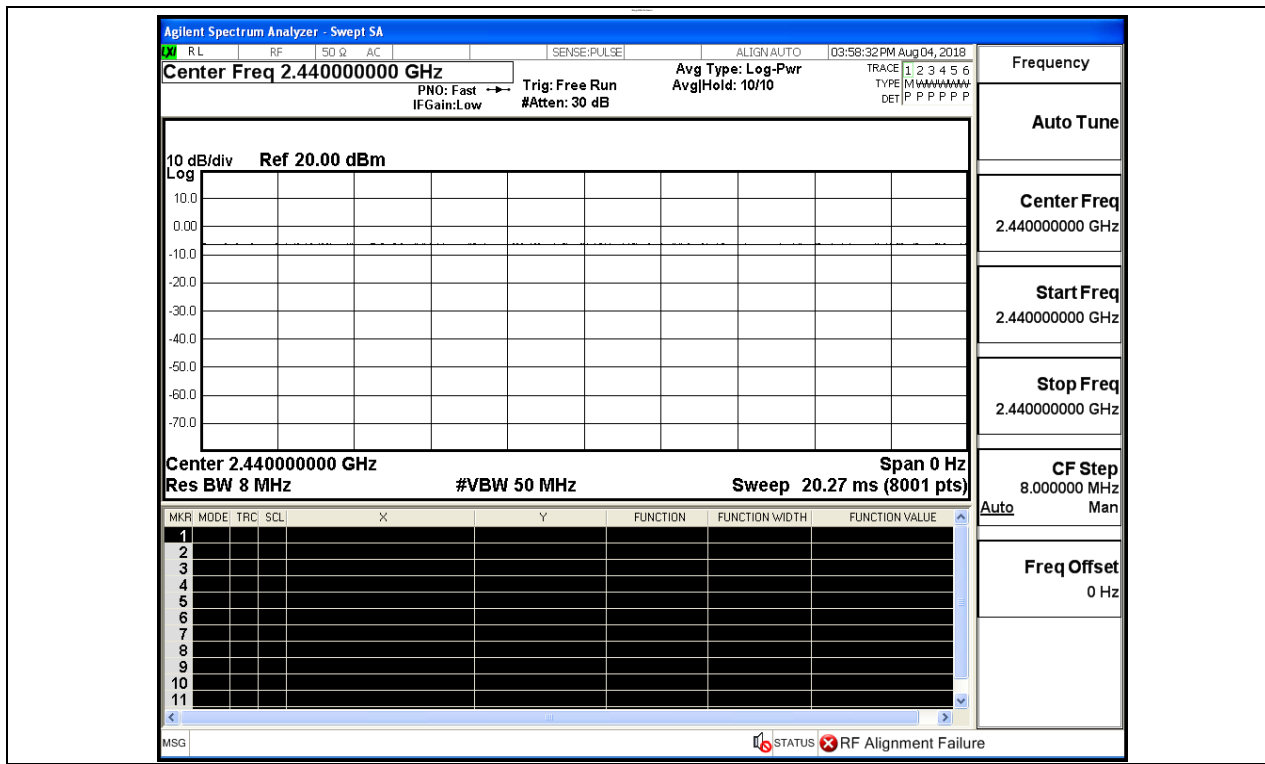 Agilent Spectrum Analyzer - Swept SA
LXI RL RF 50 Ω AC SENSE:PULSE ALIGN AUTO 03:58:32 PM Aug 04, 2018
Center Freq 2.440000000 GHz
PNO: Fast
IFGain:Low
Trig: Free Run
#Atten: 30 dB
Avg Type: Log-Pwr
Avg|Hold: 10/10
TRACE 1 2 3 4 5 6
TYPE M WWWWW
DET P P P P P P
10 dB/div Ref 20.00 dBm
Log
10.0
0.00
-10.0
-20.0
-30.0
-40.0
-50.0
-60.0
-70.0
Center 2.440000000 GHz Span 0 Hz
Res BW 8 MHz #VBW 50 MHz Sweep 20.27 ms (8001 pts)
MKR MODE TRC SCL X Y FUNCTION FUNCTION WIDTH FUNCTION VALUE
1
2
3
4
5
6
7
8
9
10
11
MSG STATUS RF Alignment Failure
Frequency
Auto Tune
Center Freq
2.440000000 GHz
Start Freq
2.440000000 GHz
Stop Freq
2.440000000 GHz
CF Step
8.000000 MHz
Auto Man
Freq Offset
0 Hz